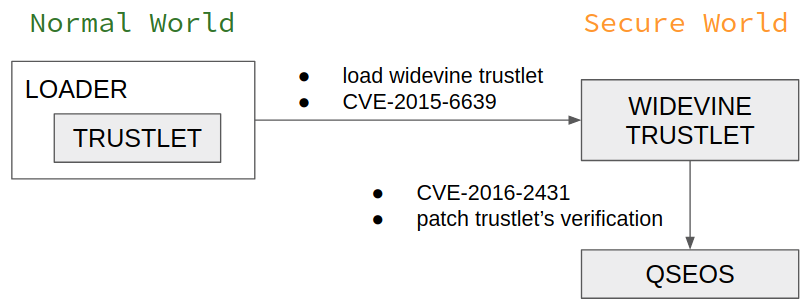 Normal World
Secure World
LOADER
TRUSTLET
● load widevine trustlet
● CVE-2015-6639
WIDEVINE
TRUSTLET
● CVE-2016-2431
● patch trustlet's verification
QSEOS